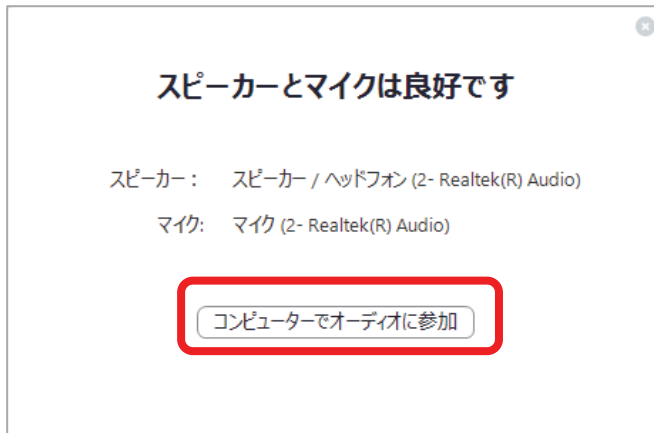 スピーカーとマイクは良好です
スピーカー： スピーカー / ヘッドフォン (2- Realtek(R) Audio)
マイク: マイク (2- Realtek(R) Audio)
コンピューターでオーディオに参加